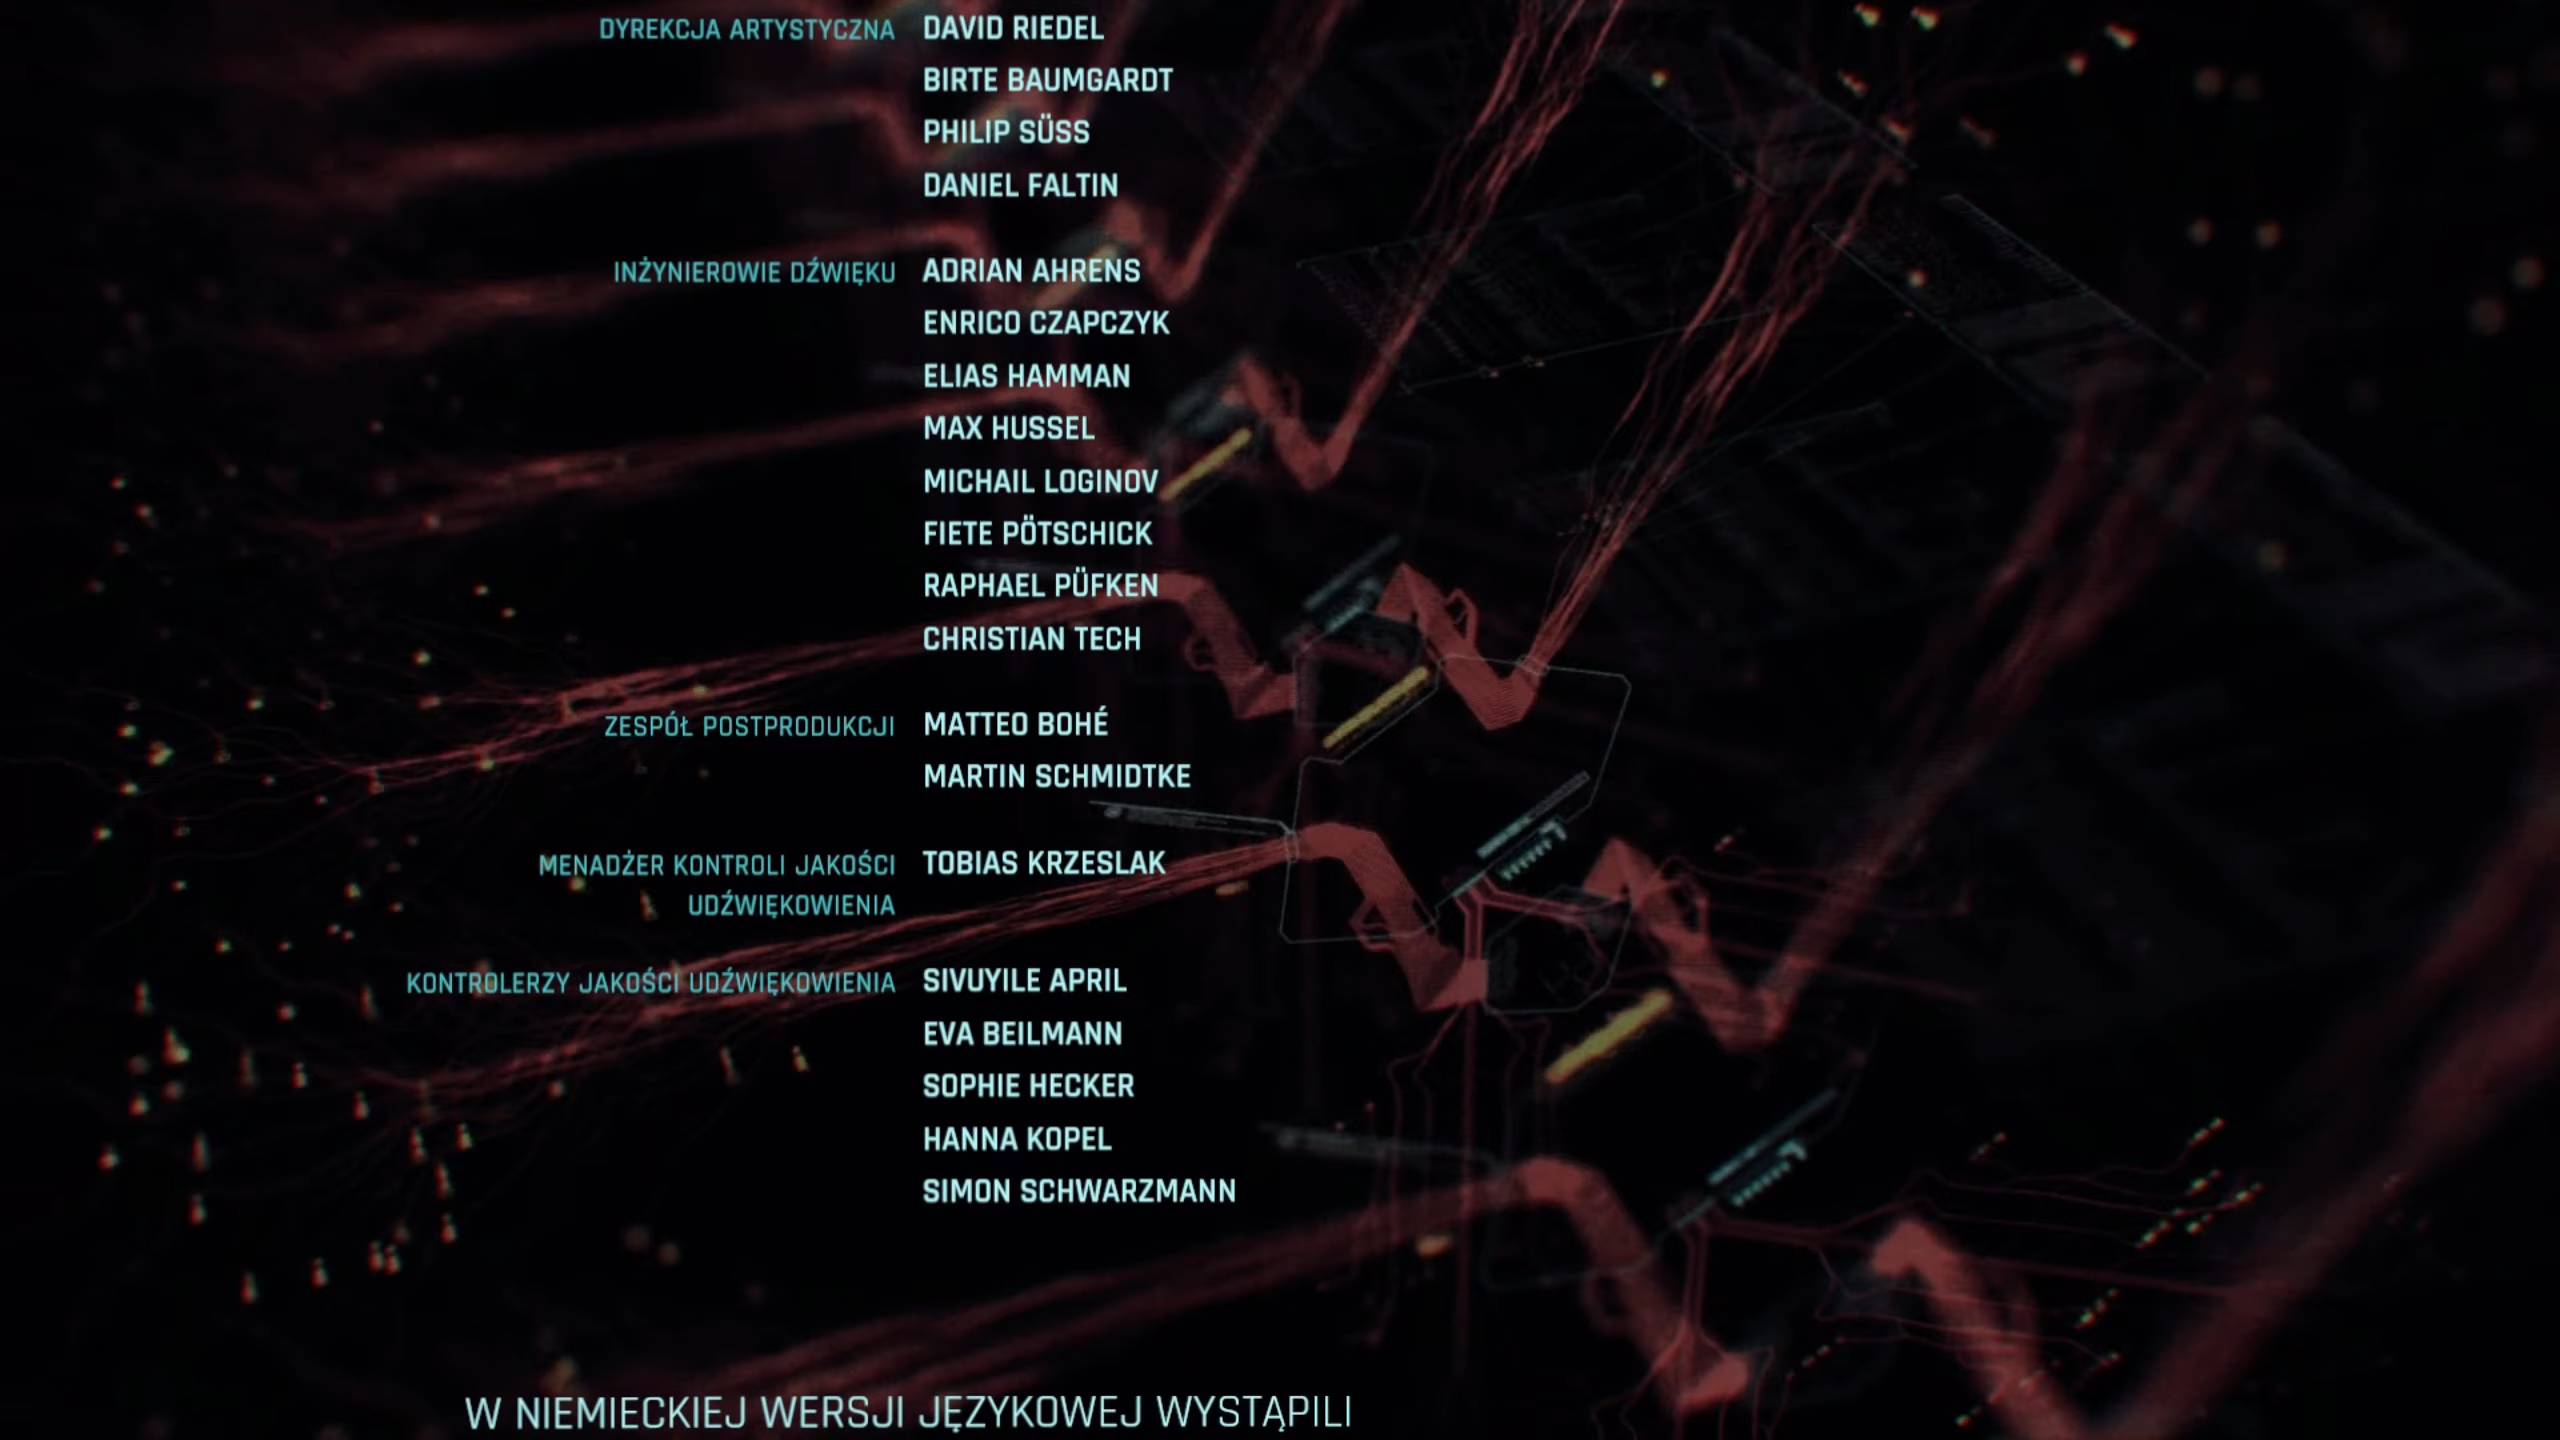 DYREKCJA ARTYSTYCZNA DAVID RIEDEL
BIRTE BAUMGARDT
PHILIP SÜSS
DANIEL FALTIN
INŻYNIEROWIE DŹWIĘKU ADRIAN AHRENS
ENRICO CZAPCZYK
ELIAS HAMMAN
MAX HUSSEL
MICHAIL LOGINOV
FIETE PÖTSCHICK
RAPHAEL PÜFKEN
CHRISTIAN TECH
ZESPÓŁ POSTPRODUKCJI MATTEO BOHÉ
MARTIN SCHMIDTKE
MENADŻER KONTROLI JAKOŚCI TOBIAS KRZESLAK
UDŹWIĘKOWIENIA
KONTROLERZY JAKOŚCI UDŹWIĘKOWIENIA SIVUYILE APRIL
EVA BEILMANN
SOPHIE HECKER
HANNA KOPEL
SIMON SCHWARZMANN
W NIEMIECKIEJ WERSJI JĘZYKOWEJ WYSTĄPILI